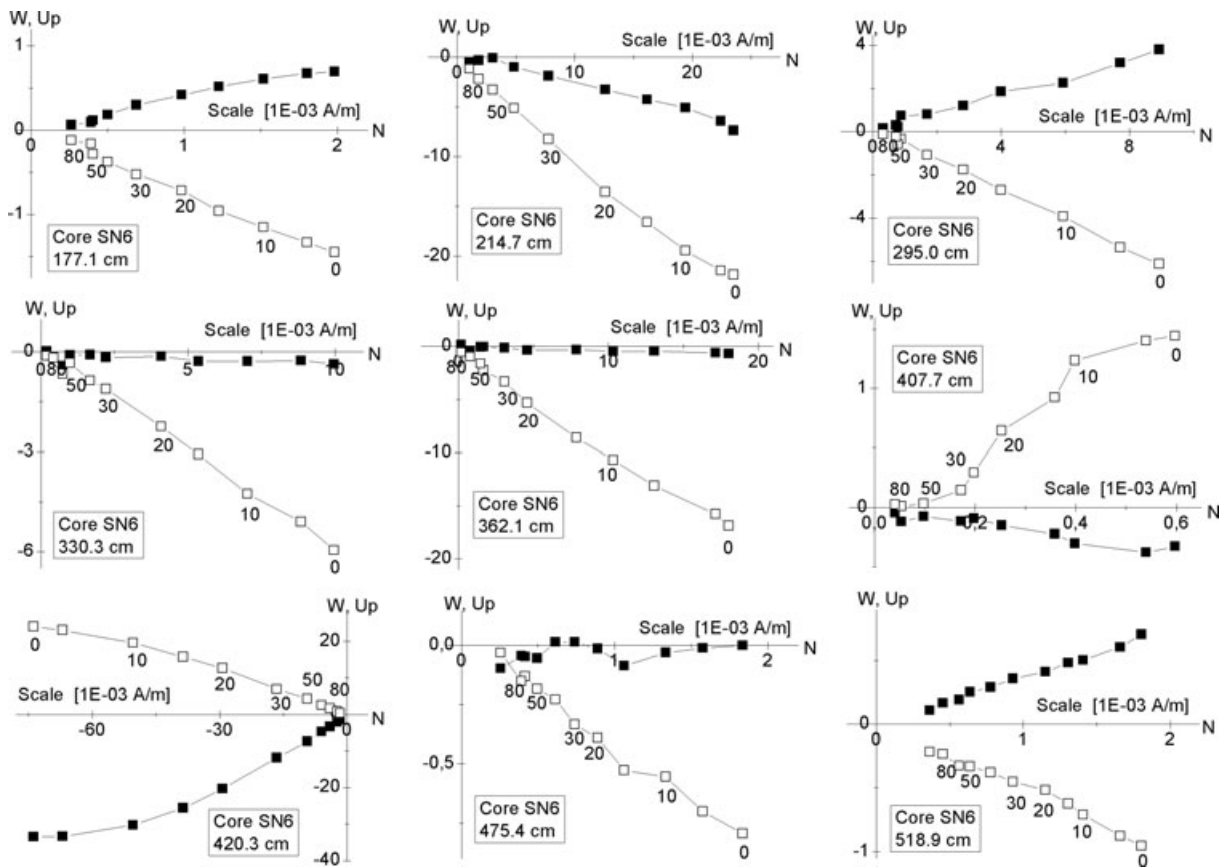 W, Up
1
Scale [1E-03 A/m]
0
0
1
2
N
80
50
30
20
10
0
-1
Core SN6
177.1 cm
W, Up
Scale [1E-03 A/m]
0
0
10
20
N
80
50
30
20
10
0
-10
-20
Core SN6
214.7 cm
W, Up
4
Scale [1E-03 A/m]
0
0
4
8
N
80
50
30
20
10
0
-4
Core SN6
295.0 cm
W, Up
Scale [1E-03 A/m]
0
0
5
10
N
80
50
30
20
10
0
-3
-6
Core SN6
330.3 cm
W, Up
Scale [1E-03 A/m]
0
0
10
20
N
80
50
30
20
10
0
-10
-20
Core SN6
362.1 cm
W, Up
1
0
Core SN6
407.7 cm
0
10
20
30
50
80
Scale [1E-03 A/m]
0,0
0,2
0,4
0,6
N
W, Up
20
0
10
20
30
50
80
Scale [1E-03 A/m]
-60
-30
0
N
-20
-40
Core SN6
420.3 cm
W, Up
Scale [1E-03 A/m]
0,0
0
1
2
N
80
50
30
20
10
0
-0,5
Core SN6
475.4 cm
W, Up
Scale [1E-03 A/m]
0
0
1
2
N
80
50
30
20
10
0
-1
Core SN6
518.9 cm